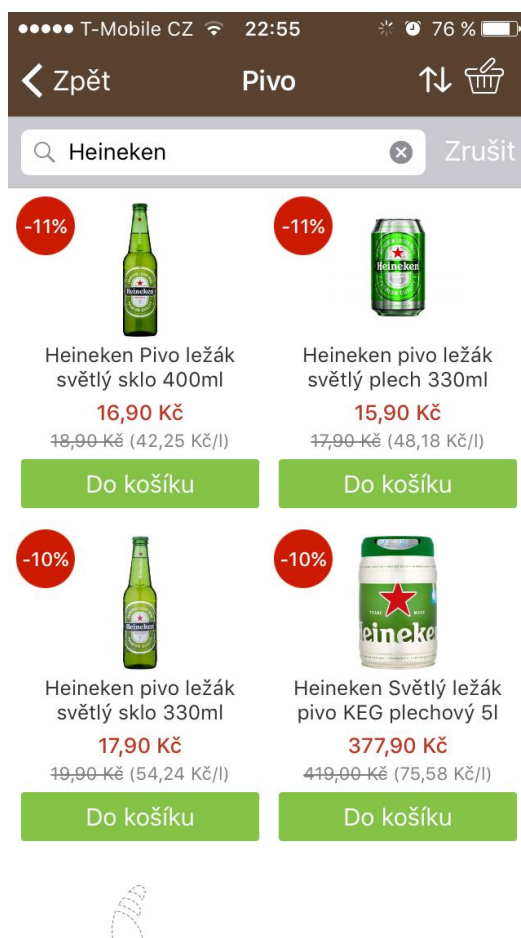 T-Mobile CZ 22:55 76 %
Zpět Pivo
Heineken Zrušit
-11%
Heineken
Heineken Pivo ležák
světlý sklo 400ml
16,90 Kč
18,90 Kč (42,25 Kč/l)
Do košíku
-11%
Heineken
Heineken pivo ležák
světlý plech 330ml
15,90 Kč
17,90 Kč (48,18 Kč/l)
Do košíku
-10%
Heineken
Heineken pivo ležák
světlý sklo 330ml
17,90 Kč
19,90 Kč (54,24 Kč/l)
Do košíku
-10%
Heineken
Heineken Světlý ležák
pivo KEG plechový 5l
377,90 Kč
419,00 Kč (75,58 Kč/l)
Do košíku